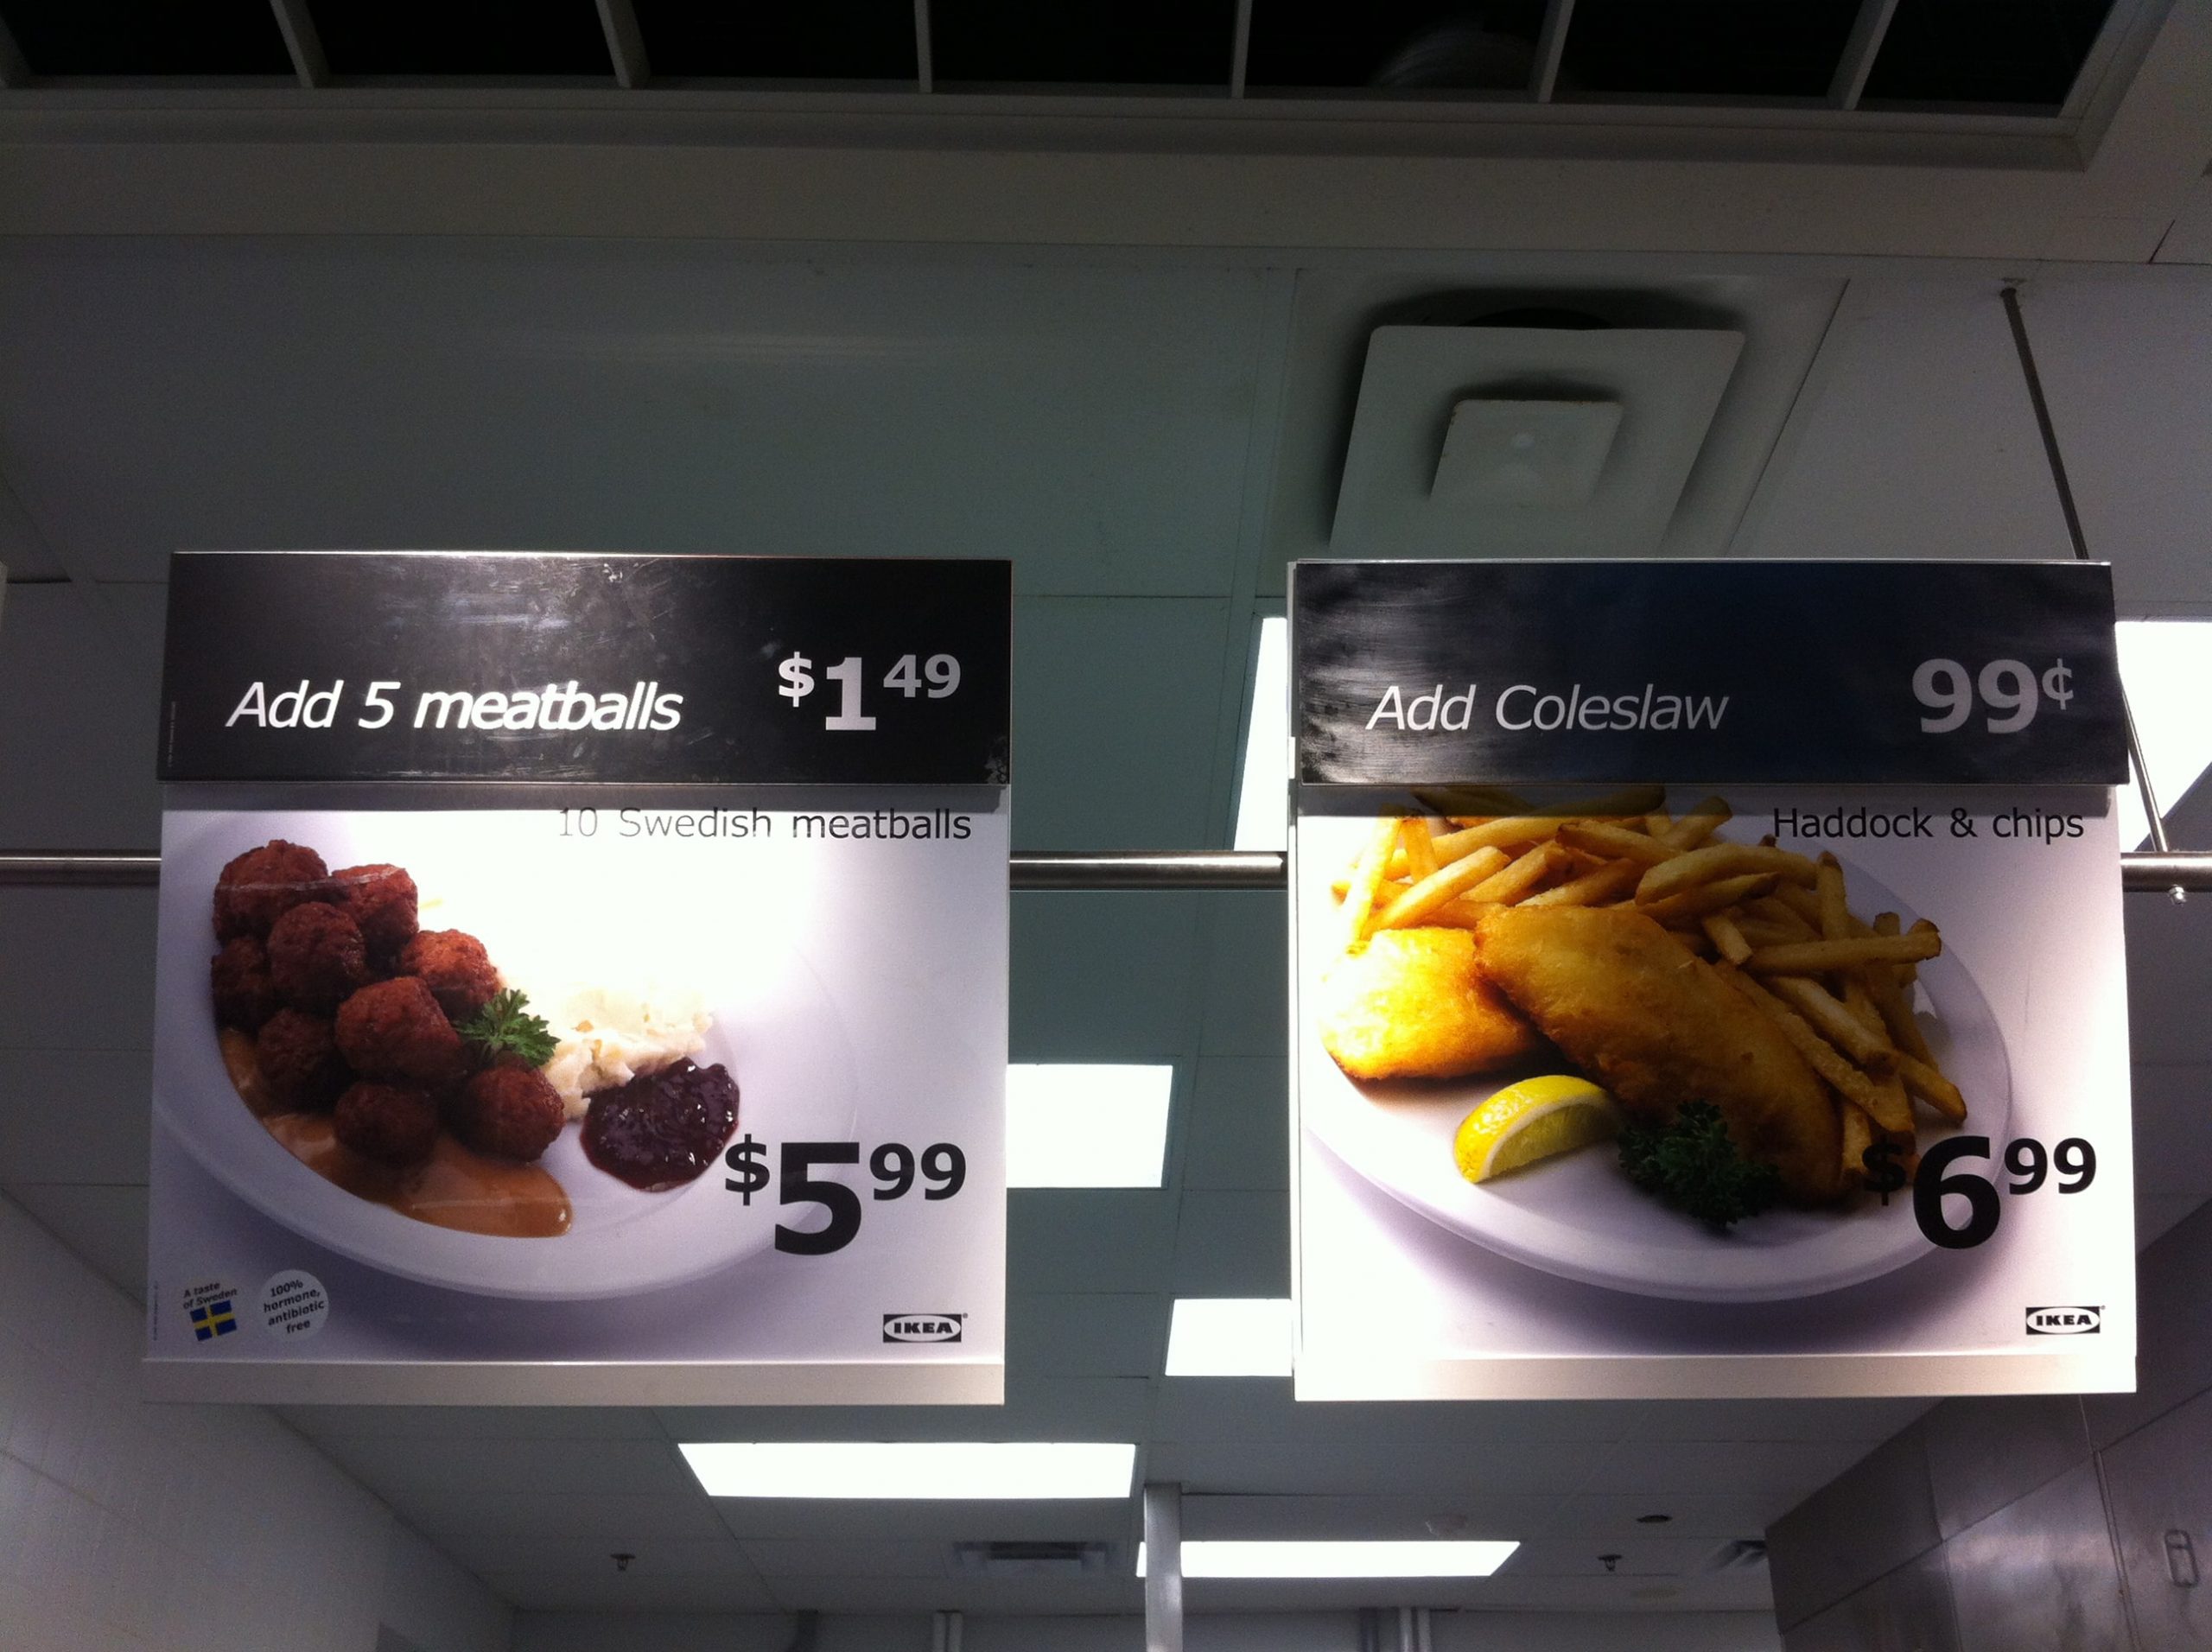 Add 5 meatballs $1 49
10 Swedish meatballs
$5 99
A taste
of Sweden
100%
hormone,
antibiotic
free
IKEA®
Add Coleslaw 99¢
Haddock & chips
$6 99
IKEA®